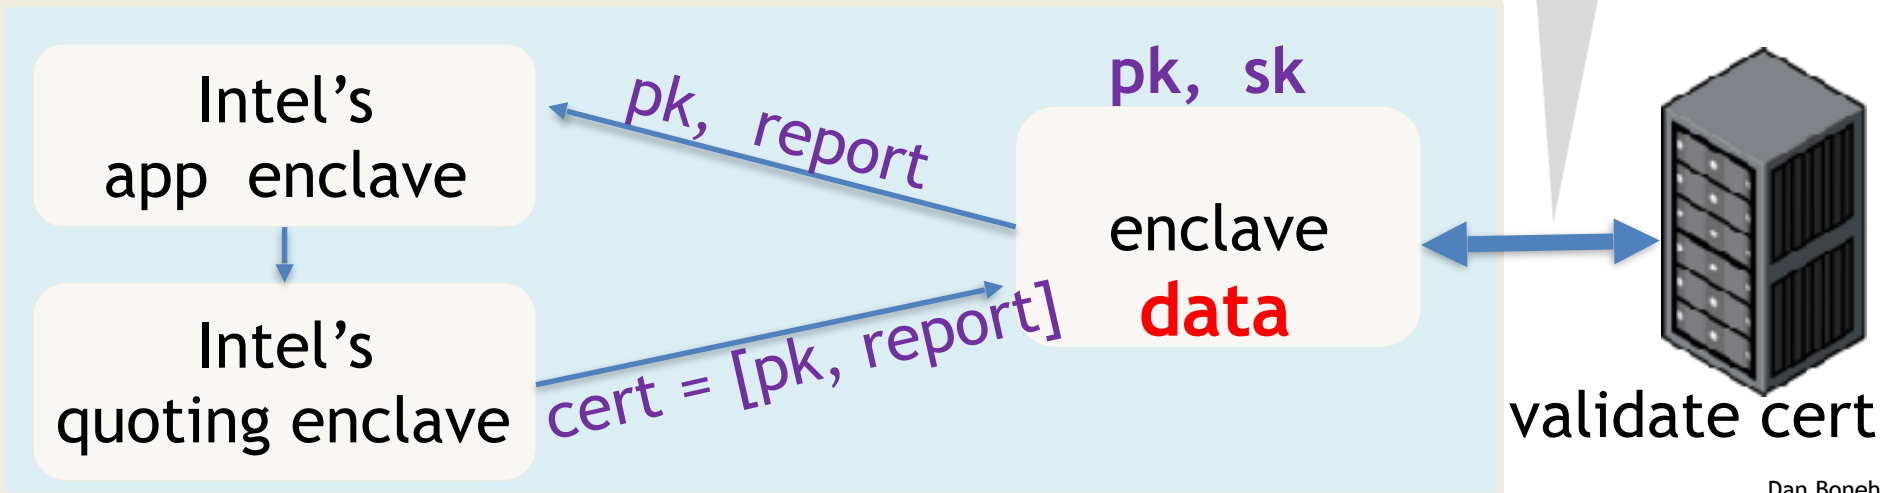 Intel's
app enclave
pk, report
pk, sk
enclave
data
Intel's
quoting enclave
cert = [pk, report]
validate cert
Dan Boneh